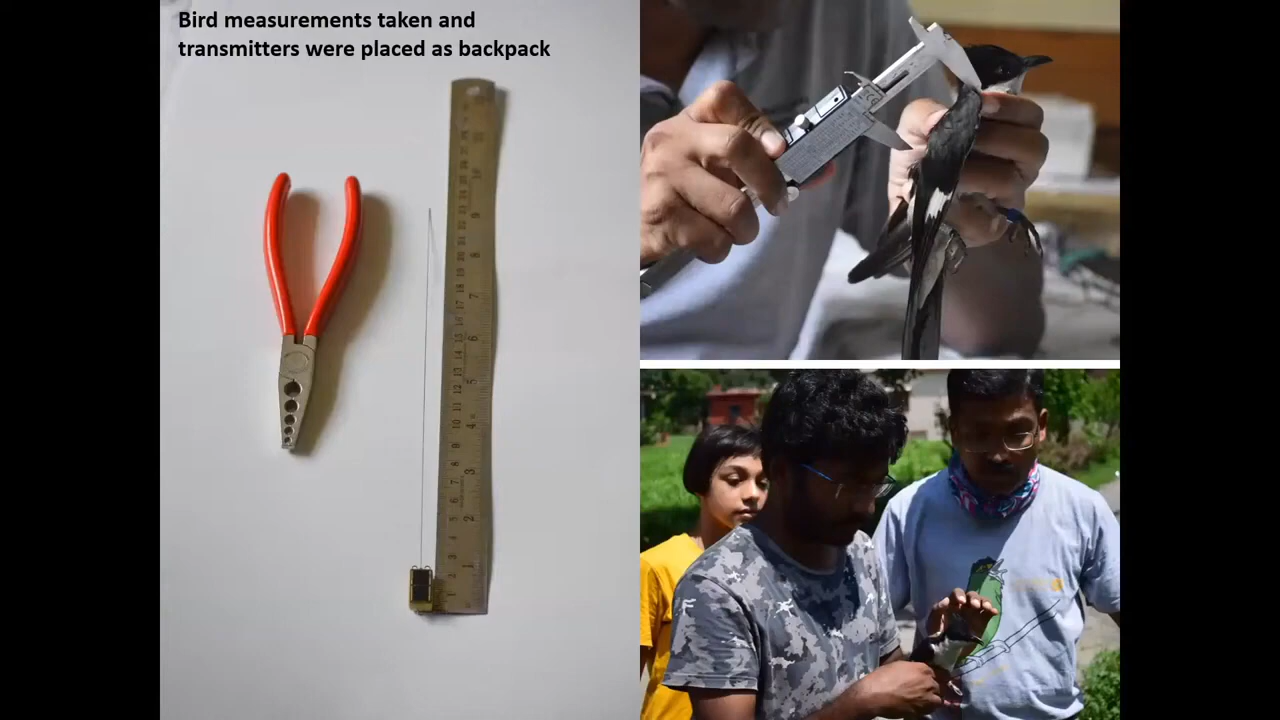 Bird measurements taken and
transmitters were placed as backpack